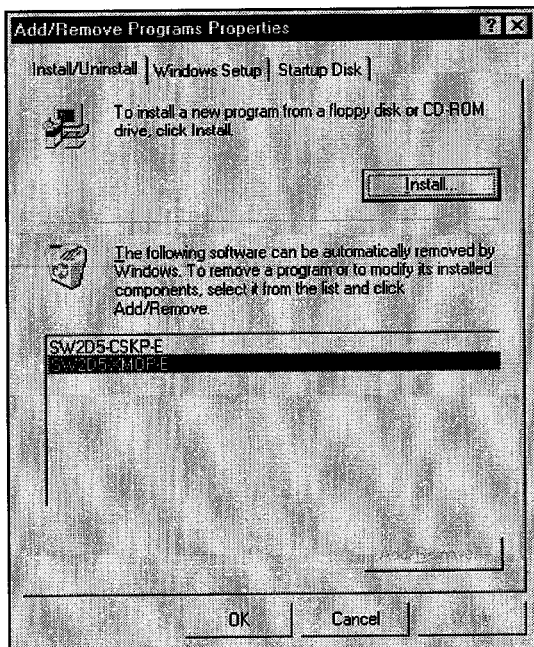 Add/Remove Programs Properties
Install/Uninstall
Windows Setup
Startup Disk
To install a new program from a floppy disk or CD-ROM
drive, click Install.
Install...
The following software can be automatically removed by
Windows. To remove a program or to modify its installed
components, select it from the list and click
Add/Remove.
SW2D5-CSKP-E
OK
Cancel